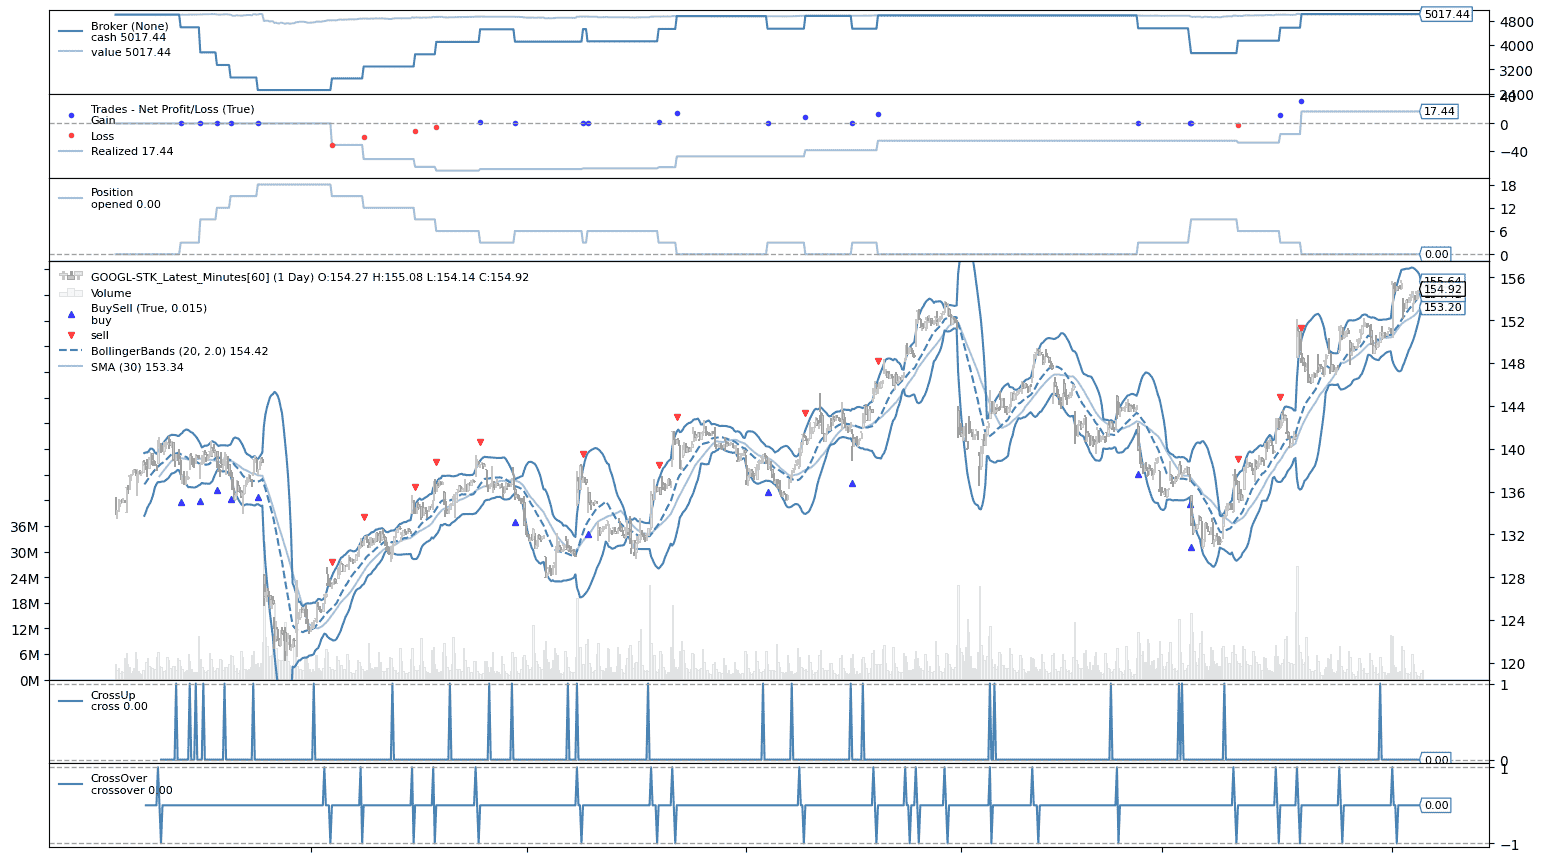 Broker (None)
cash 5017.44
value 5017.44
5017.44
4800
4000
3200
2400
Trades - Net Profit/Loss (True)
Gain
Loss
Realized 17.44
40
17.44
0
−40
Position
opened 0.00
18
12
6
0.00
0
GOOGL-STK_Latest_Minutes[60] (1 Day) O:154.27 H:155.08 L:154.14 C:154.92
Volume
BuySell (True, 0.015)
buy
sell
BollingerBands (20, 2.0) 154.42
SMA (30) 153.34
155.64
154.92
153.20
156
152
148
144
140
136
132
128
124
120
36M
30M
24M
18M
12M
6M
0M
CrossUp
cross 0.00
1
0.00
0
CrossOver
crossover 0.00
1
0.00
−1